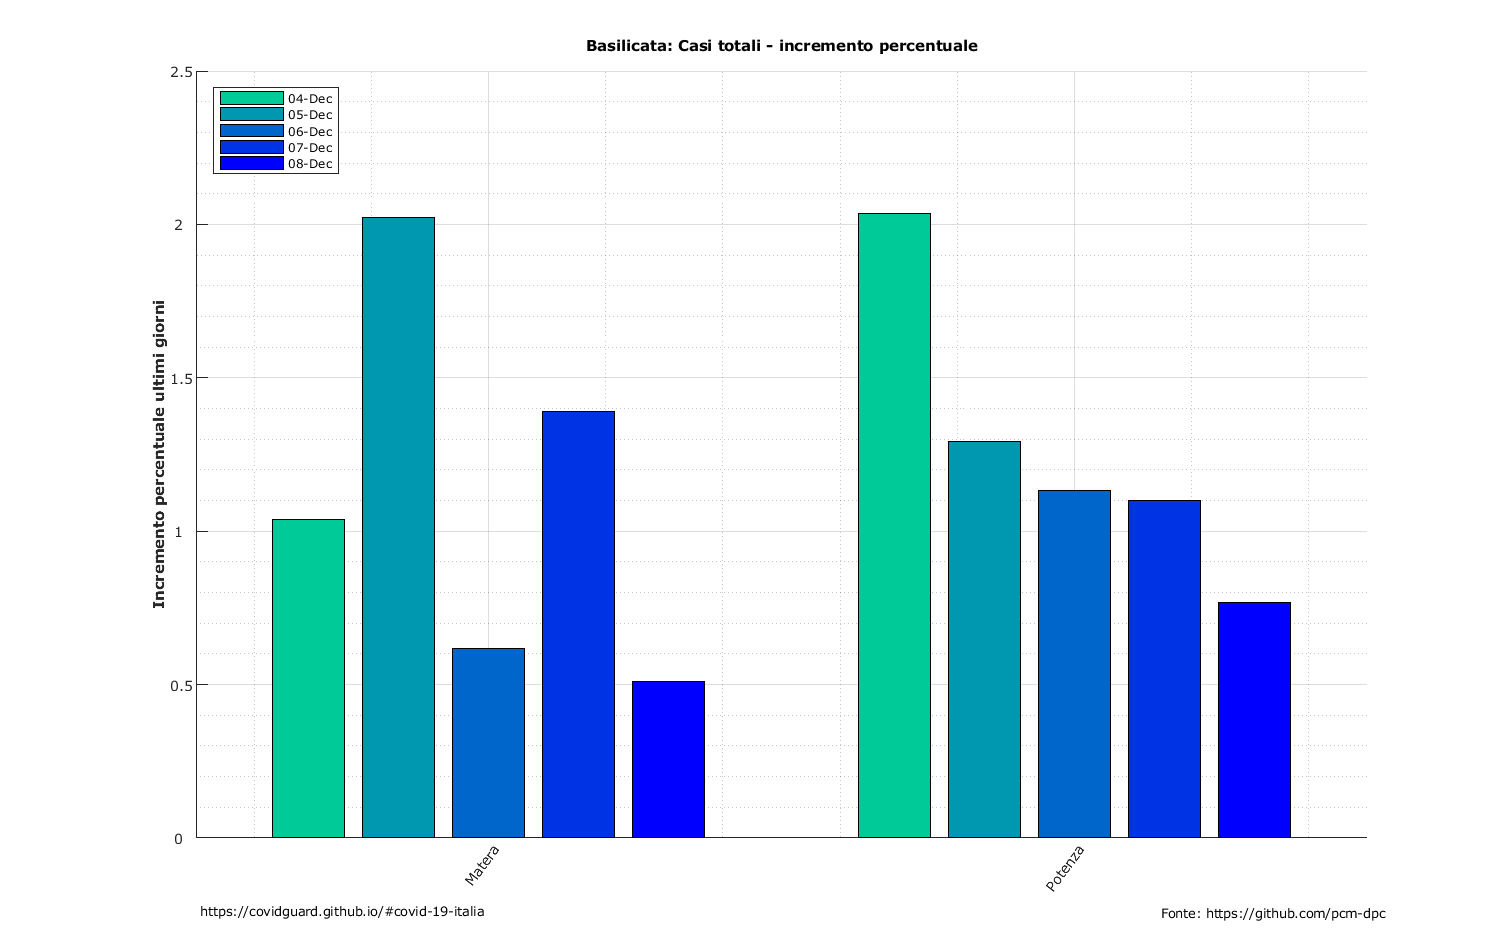 Basilicata: Casi totali - incremento percentuale
2.5
2
1.5
1
0.5
0
Incremento percentuale ultimi giorni
04-Dec
05-Dec
06-Dec
07-Dec
08-Dec
Matera
Potenza
https://covidguard.github.io/#covid-19-italia
Fonte: https://github.com/pcm-dpc